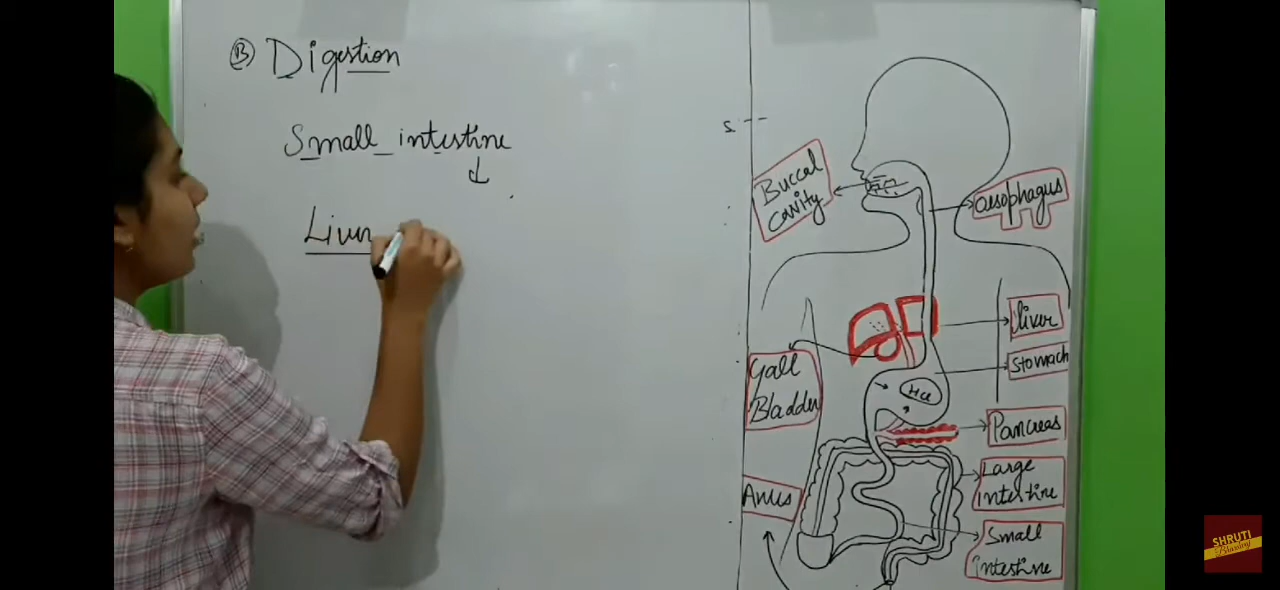 B Digestion
Small intestine
Liver
S
Buccal
cavity
Oesophagus
Liver
Stomach
HCl
Gall
Bladder
Pancreas
Large
Intestine
Anus
Small
intestine
SHRUTI